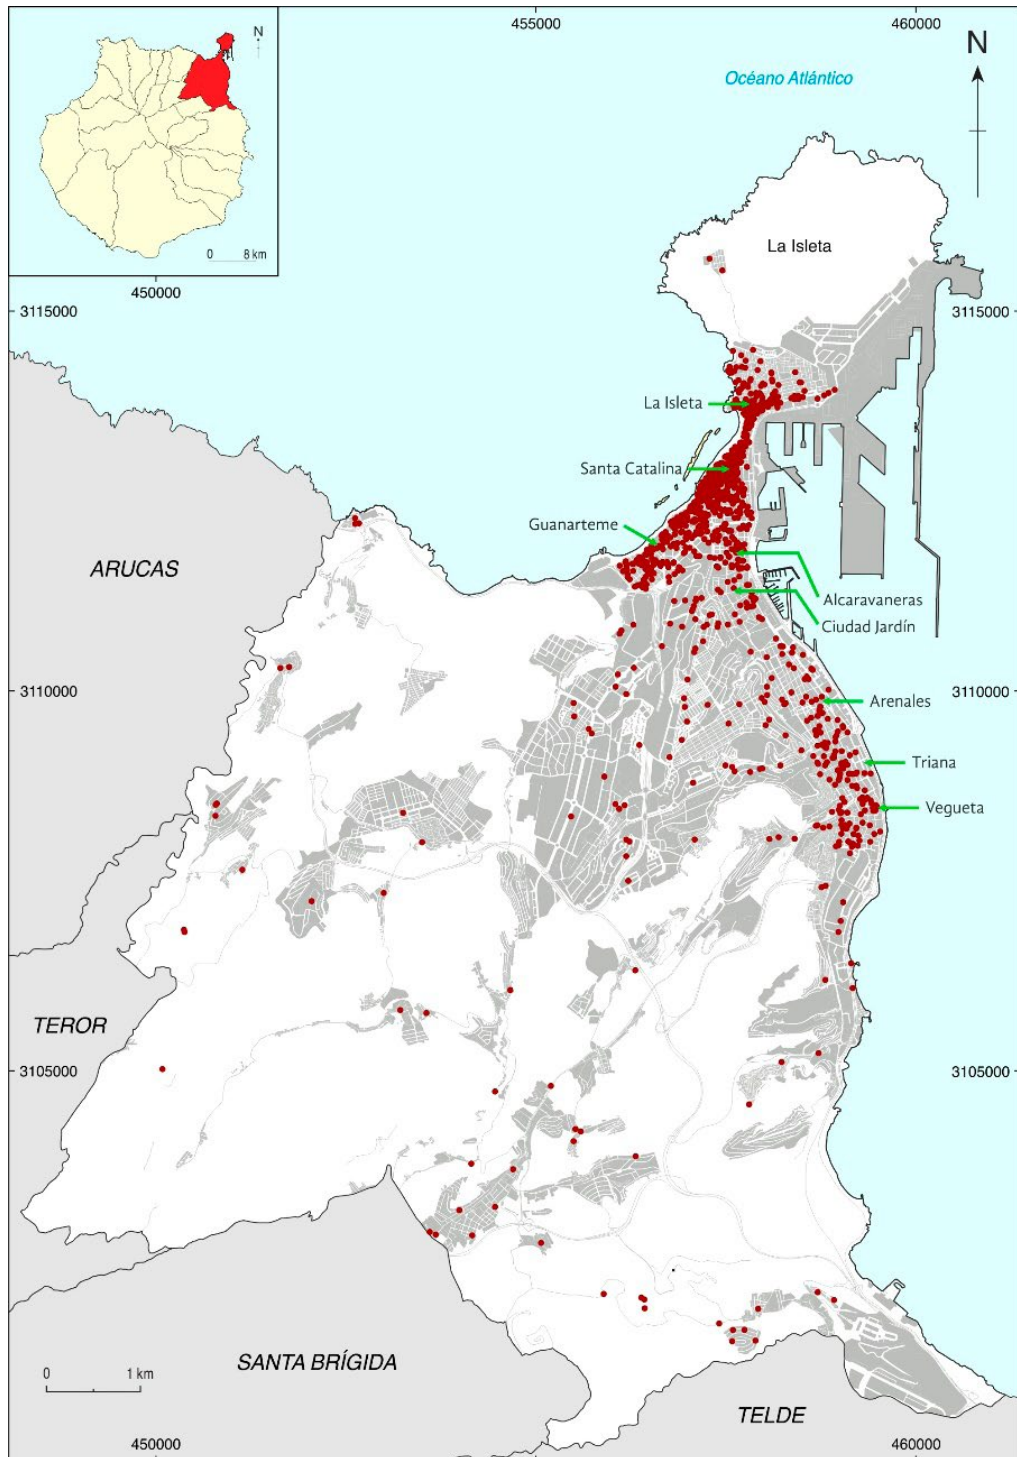 455000
460000
N
N
Océano Atlántico
0
8 km
450000
La Isleta
3115000
3115000
La Isleta
Santa Catalina
Guanarteme
ARUCAS
Alcaravaneras
Ciudad Jardín
3110000
3110000
Arenales
Triana
Vegueta
TEROR
3105000
3105000
SANTA BRÍGIDA
0
1 km
TELDE
450000
455000
460000